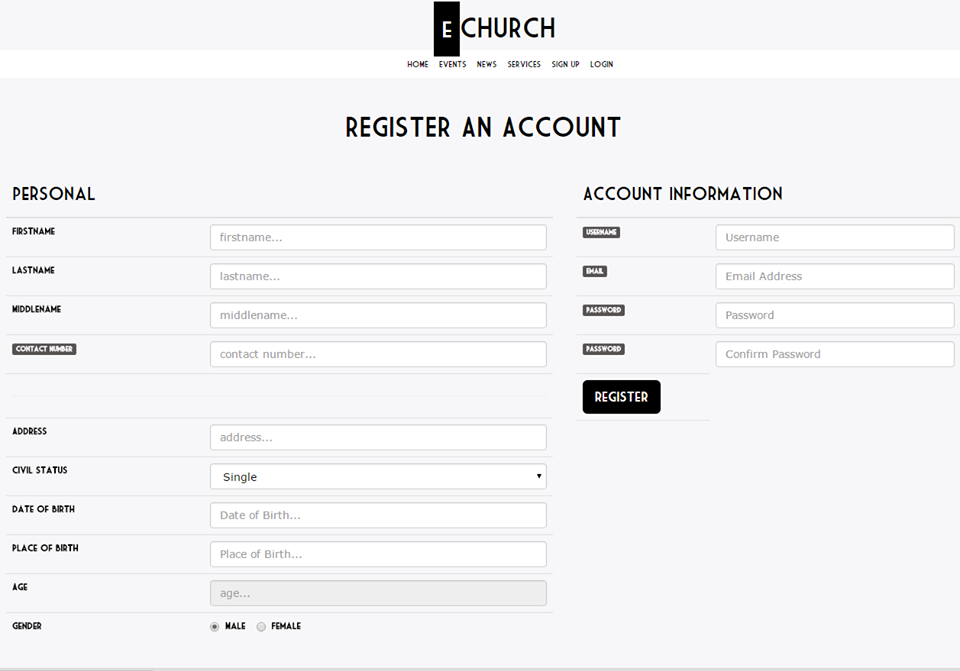 E CHURCH
HOME EVENTS NEWS SERVICES SIGN UP LOGIN
REGISTER AN ACCOUNT
PERSONAL
FIRSTNAME firstname...
LASTNAME lastname...
MIDDLENAME middlename...
CONTACT NUMBER contact number...
ADDRESS address...
CIVIL STATUS Single
DATE OF BIRTH Date of Birth...
PLACE OF BIRTH Place of Birth...
AGE age...
GENDER MALE FEMALE
ACCOUNT INFORMATION
USERNAME Username
EMAIL Email Address
PASSWORD Password
PASSWORD Confirm Password
REGISTER